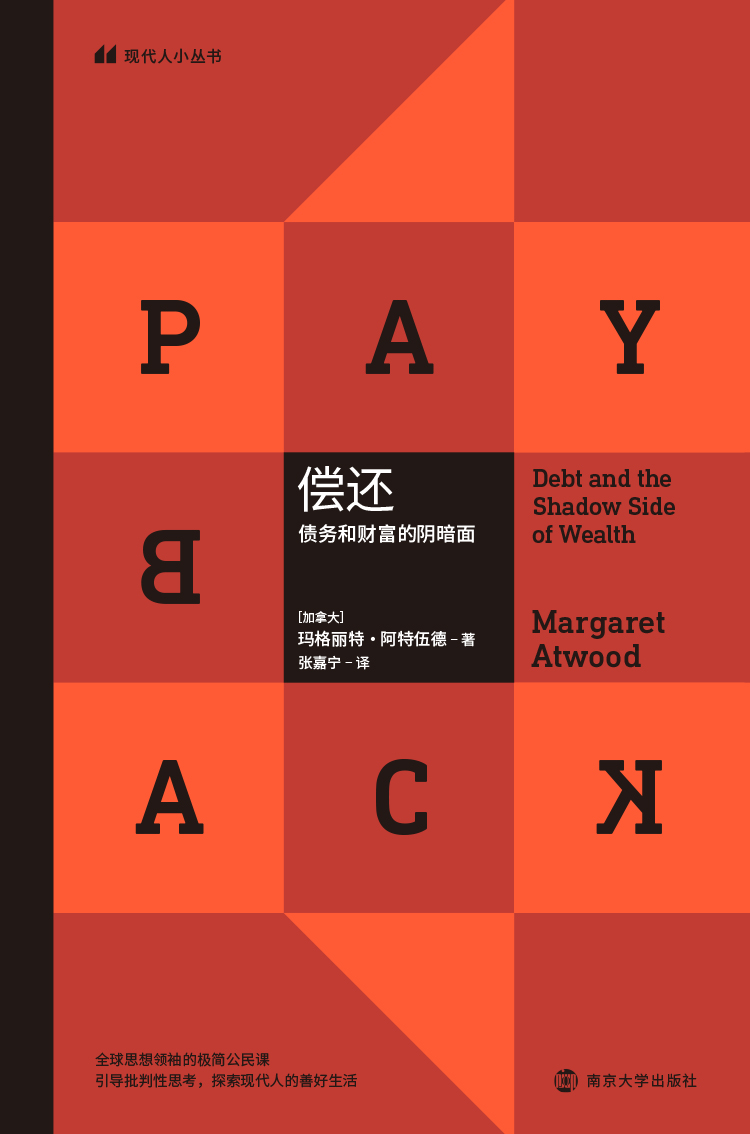 现代人小丛书
PAY
B
偿还
债务和财富的阴暗面
[加拿大]
玛格丽特·阿特伍德 – 著
张嘉宁 – 译
Debt and the
Shadow Side
of Wealth
Margaret
Atwood
ACK
全球思想领袖的极简公民课
引导批判性思考，探索现代人的善好生活
南京大学出版社